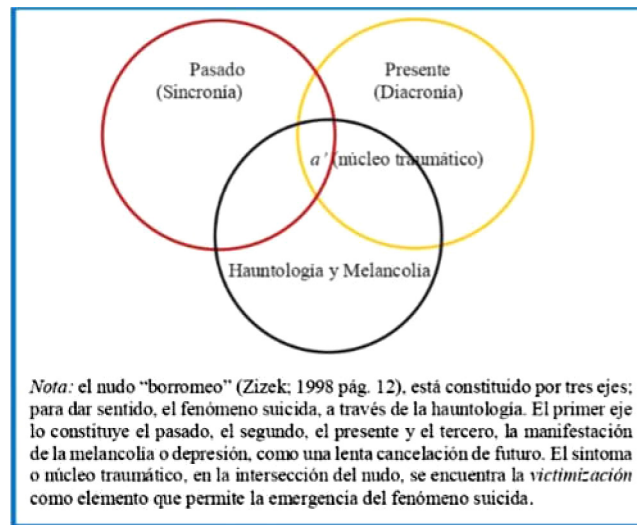 Pasado
(Sincronía)
Presente
(Diacronía)
a' (núcleo traumático)
Hauntología y Melancolía
Nota: el nudo “borromeo” (Zizek; 1998 pág. 12), está constituido por tres ejes;
para dar sentido, el fenómeno suicida, a través de la hauntología. El primer eje
lo constituye el pasado, el segundo, el presente y el tercero, la manifestación
de la melancolía o depresión, como una lenta cancelación de futuro. El síntoma
o núcleo traumático, en la intersección del nudo, se encuentra la victimización
como elemento que permite la emergencia del fenómeno suicida.